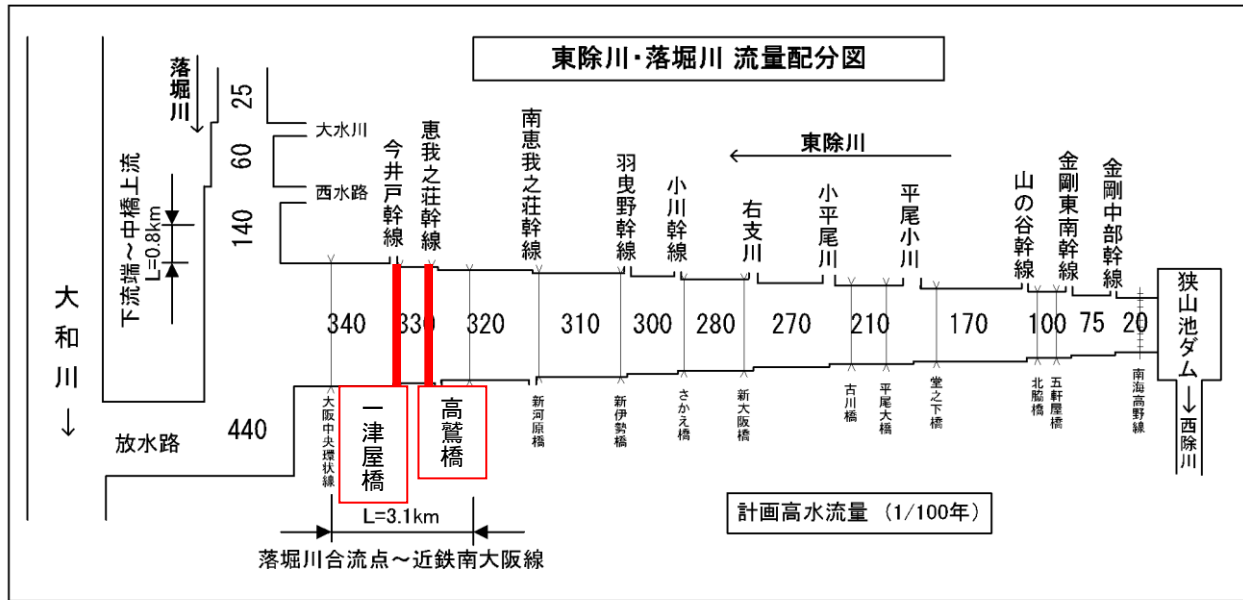 東除川・落堀川 流量配分図
落堀川
25
大水川
60
西水路
140
下流端～中橋上流
L=0.8km
大和川
放水路
440
今井戸幹線
恵我之荘幹線
南恵我之荘幹線
羽曳野幹線
小川幹線
右支川
小平尾川
平尾小川
山の谷幹線
金剛東南幹線
金剛中部幹線
東除川
340
330
320
310
300
280
270
210
170
100
75
20
狭山池ダム
西除川
大阪中央環状線
一津屋橋
高鷲橋
新河原橋
新伊勢橋
さかえ橋
新大阪橋
古川橋
平尾大橋
堂之下橋
北脇橋
五軒屋橋
南海高野線
L=3.1km
落堀川合流点～近鉄南大阪線
計画高水流量 (1/100年)